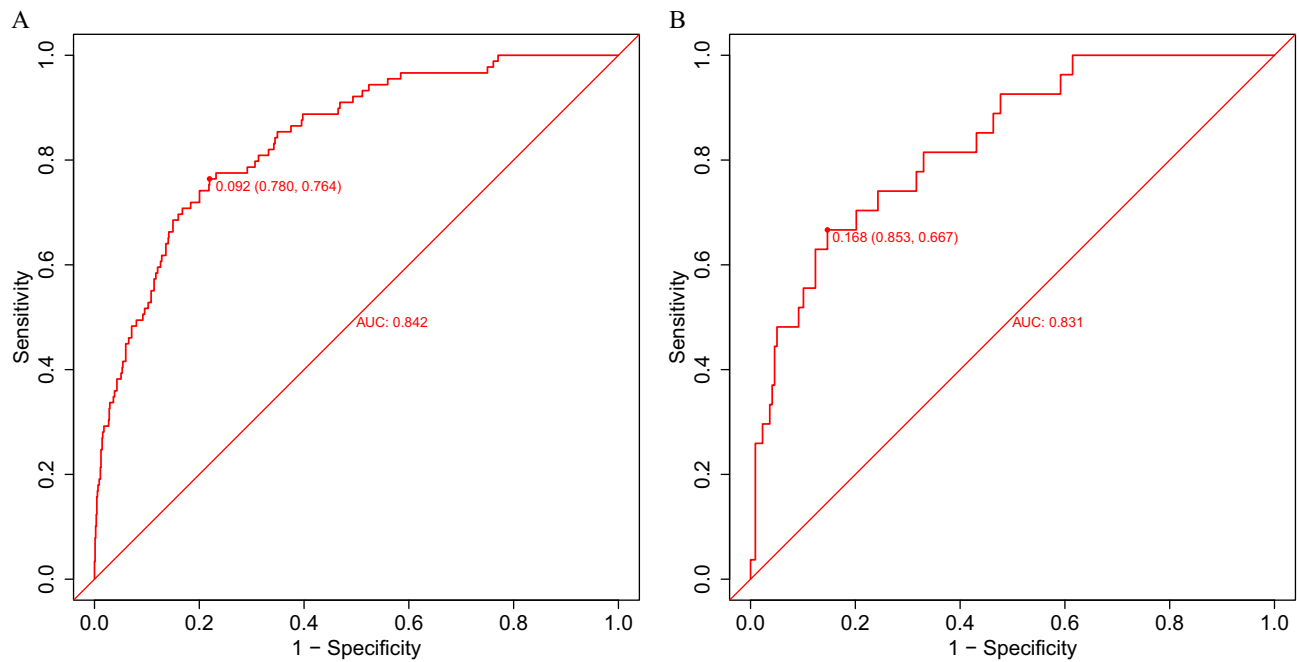 A
1.0
0.8
0.6
0.4
0.2
0.0
Sensitivity
0.092 (0.780, 0.764)
AUC: 0.842
0.0 0.2 0.4 0.6 0.8 1.0
1 − Specificity
B
1.0
0.8
0.6
0.4
0.2
0.0
Sensitivity
0.168 (0.853, 0.667)
AUC: 0.831
0.0 0.2 0.4 0.6 0.8 1.0
1 − Specificity